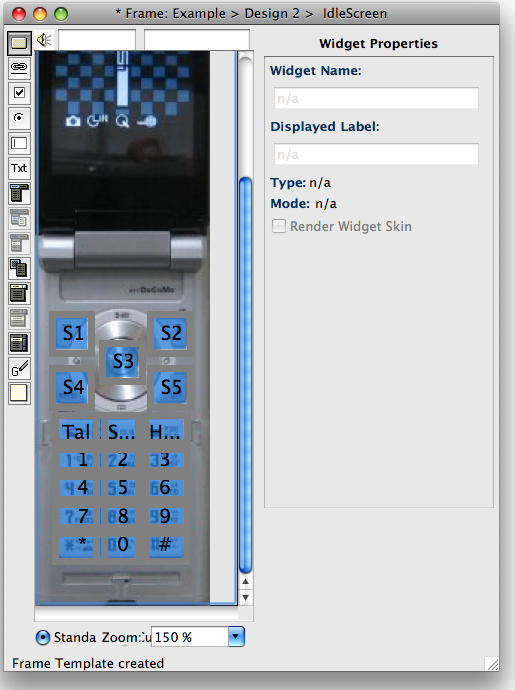 * Frame: Example > Design 2 > IdleScreen
Widget Properties
Widget Name:
n/a
Displayed Label:
n/a
Type: n/a
Mode: n/a
Render Widget Skin
Txt
G
DoCoMo
S1
S2
S3
S4
S5
Tal S... H...
1 2 3
4 5 6
7 8 9
* 0 #
Standa Zoom: 150 %
Frame Template created